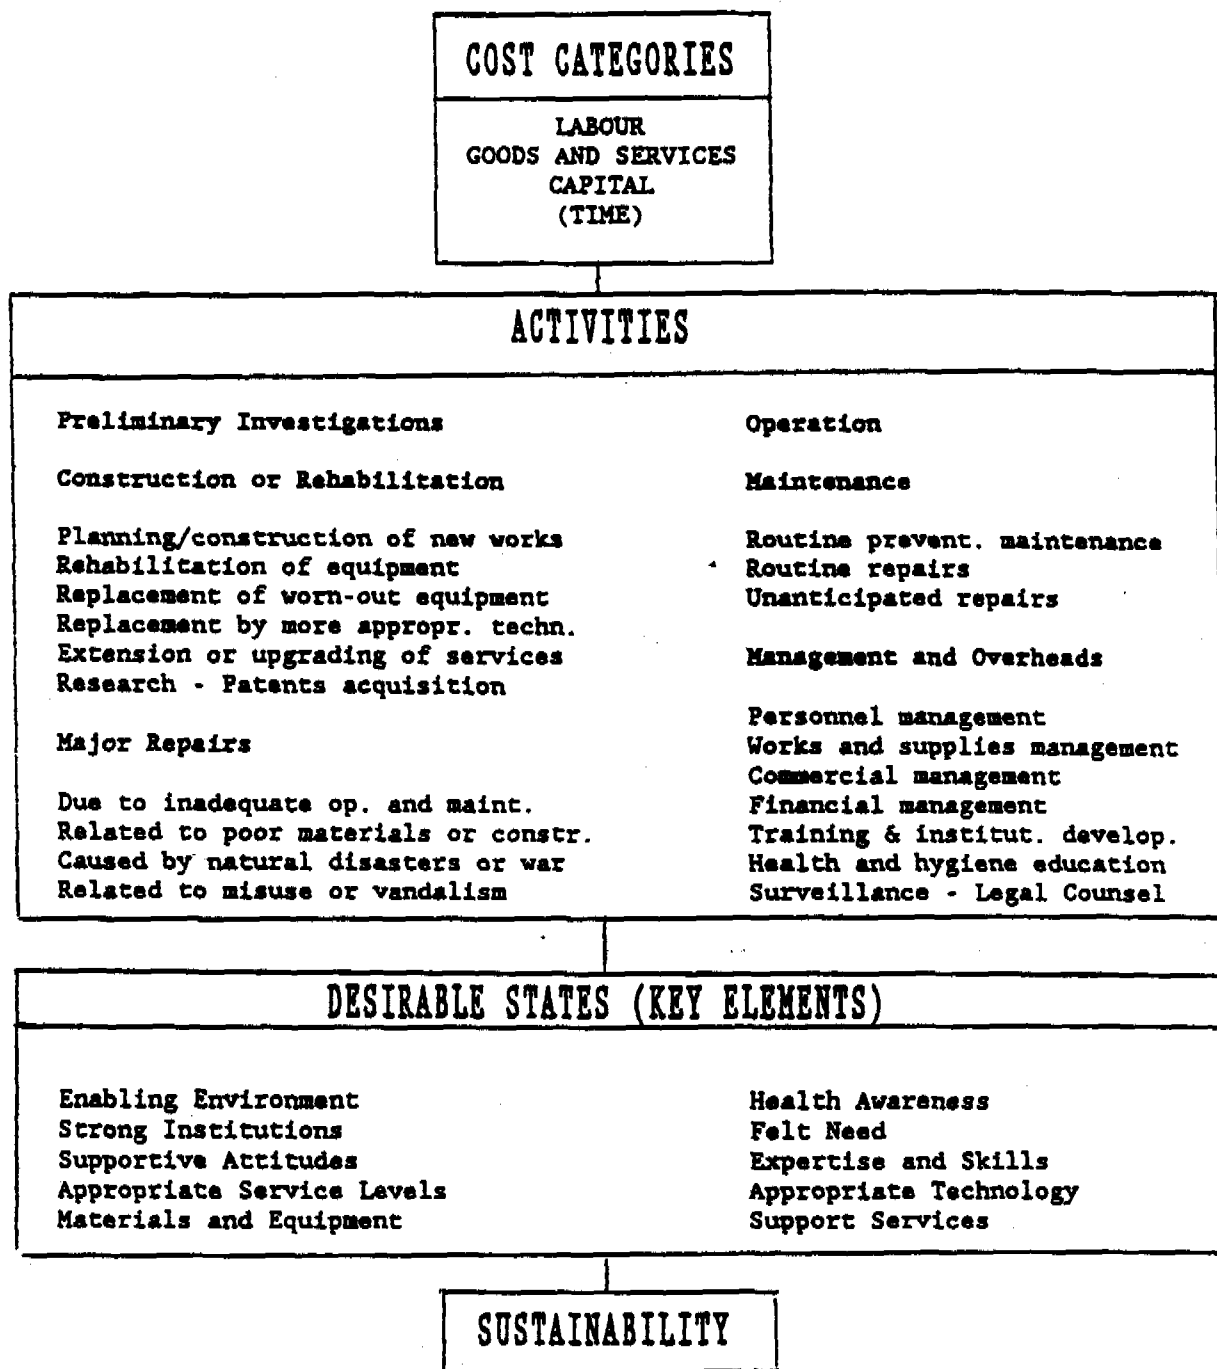 COST CATEGORIES
LABOUR
GOODS AND SERVICES
CAPITAL
(TIME)
ACTIVITIES
Preliminary Investigations
Construction or Rehabilitation
Planning/construction of new works
Rehabilitation of equipment
Replacement of worn-out equipment
Replacement by more appropr. techn.
Extension or upgrading of services
Research - Patents acquisition
Major Repairs
Due to inadequate op. and maint.
Related to poor materials or constr.
Caused by natural disasters or war
Related to misuse or vandalism
Operation
Maintenance
Routine prevent. maintenance
Routine repairs
Unanticipated repairs
Management and Overheads
Personnel management
Works and supplies management
Commercial management
Financial management
Training & institut. develop.
Health and hygiene education
Surveillance - Legal Counsel
DESIRABLE STATES (KEY ELEMENTS)
Enabling Environment
Strong Institutions
Supportive Attitudes
Appropriate Service Levels
Materials and Equipment
Health Awareness
Felt Need
Expertise and Skills
Appropriate Technology
Support Services
SUSTAINABILITY